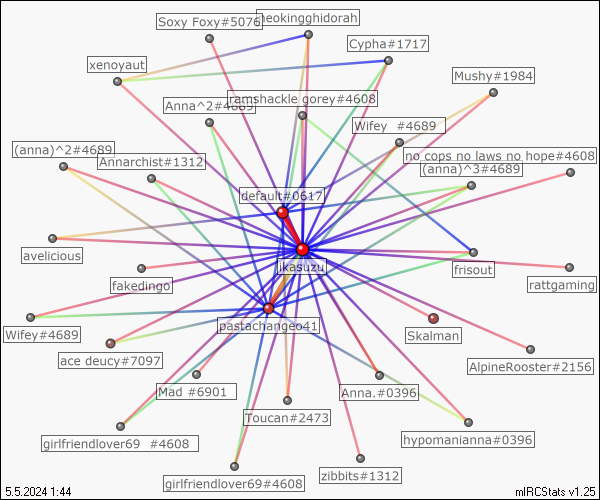 Soxy Foxy#5076
heokingghidorah
Cypha#1717
xenoyaut
Mushy#1984
Anna^2#4689
ramshackle gorey#4608
Wifey  #4689
(anna)^2#4689
Annarchist#1312
no cops no laws no hope#4608
(anna)^3#4689
default#0617
avelicious
jkasuzu
frisout
fakedingo
rattgaming
Wifey#4689
pastachangeo41
Skalman
ace deucy#7097
AlpineRooster#2156
Mad #6901
Anna.#0396
Toucan#2473
girlfriendlover69  #4608
hypomanianna#0396
zibbits#1312
girlfriendlover69#4608
5.5.2024 1:44
mIRCStats v1.25